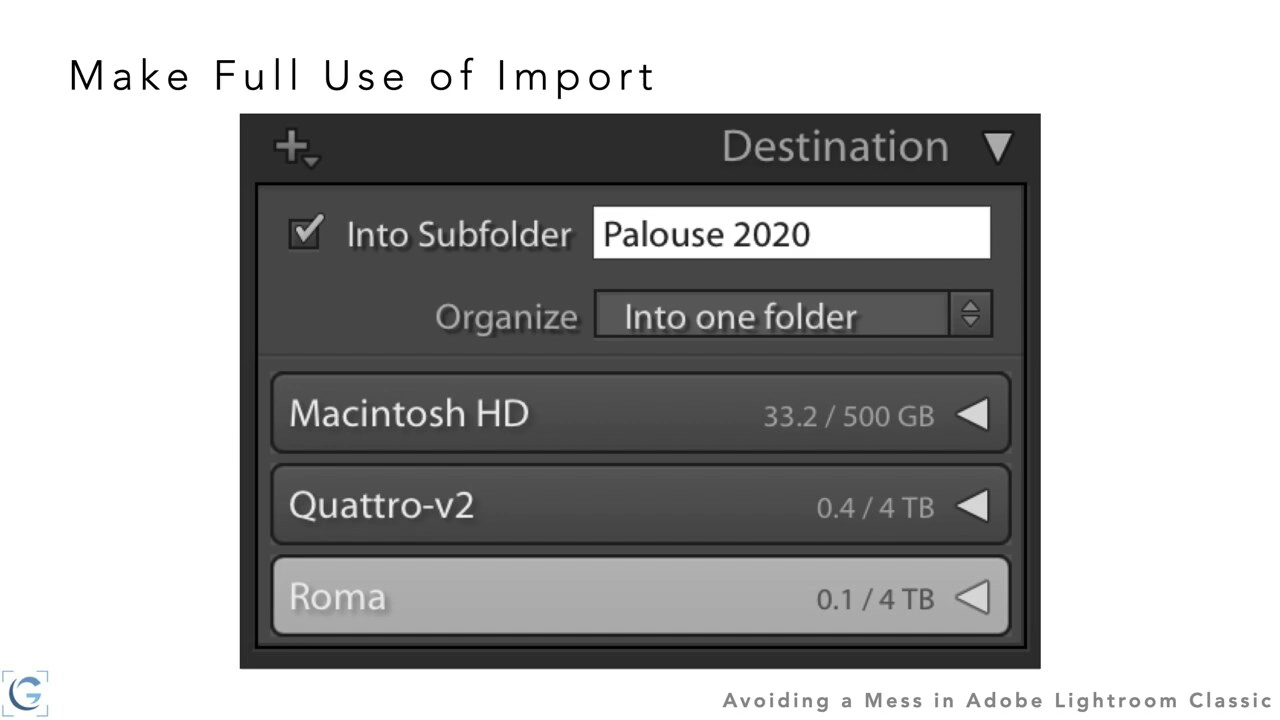 Make Full Use of Import
Destination
Into Subfolder Palouse 2020
Organize Into one folder
Macintosh HD 33.2 / 500 GB
Quattro-v2 0.4 / 4 TB
Roma 0.1 / 4 TB
G
Avoiding a Mess in Adobe Lightroom Classic